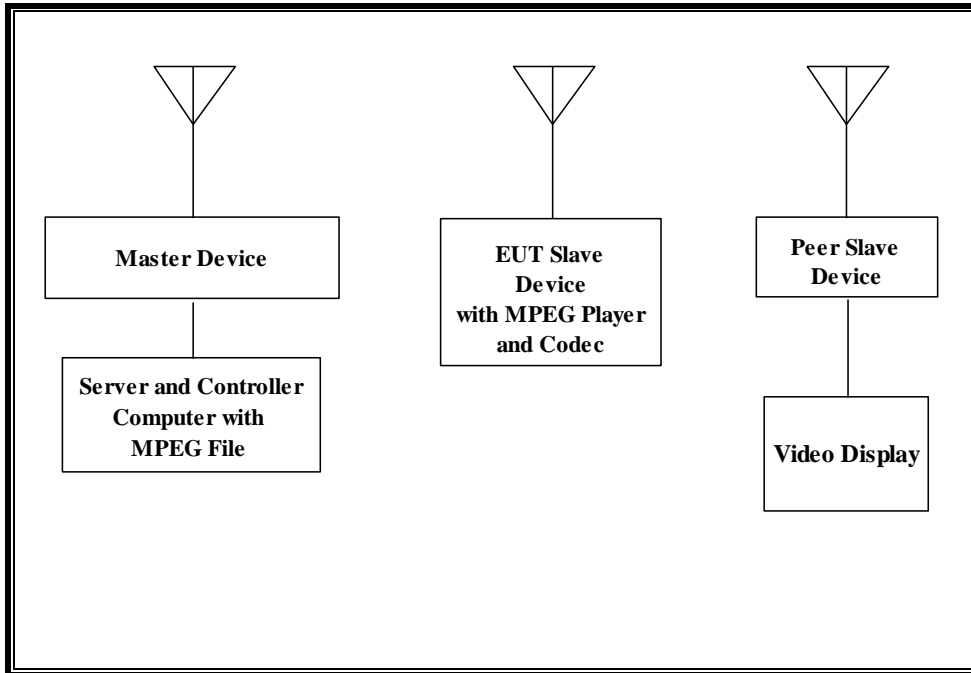 Master Device
Server and Controller
Computer with
MPEG File
EUT Slave
Device
with MPEG Player
and Codec
Peer Slave
Device
Video Display